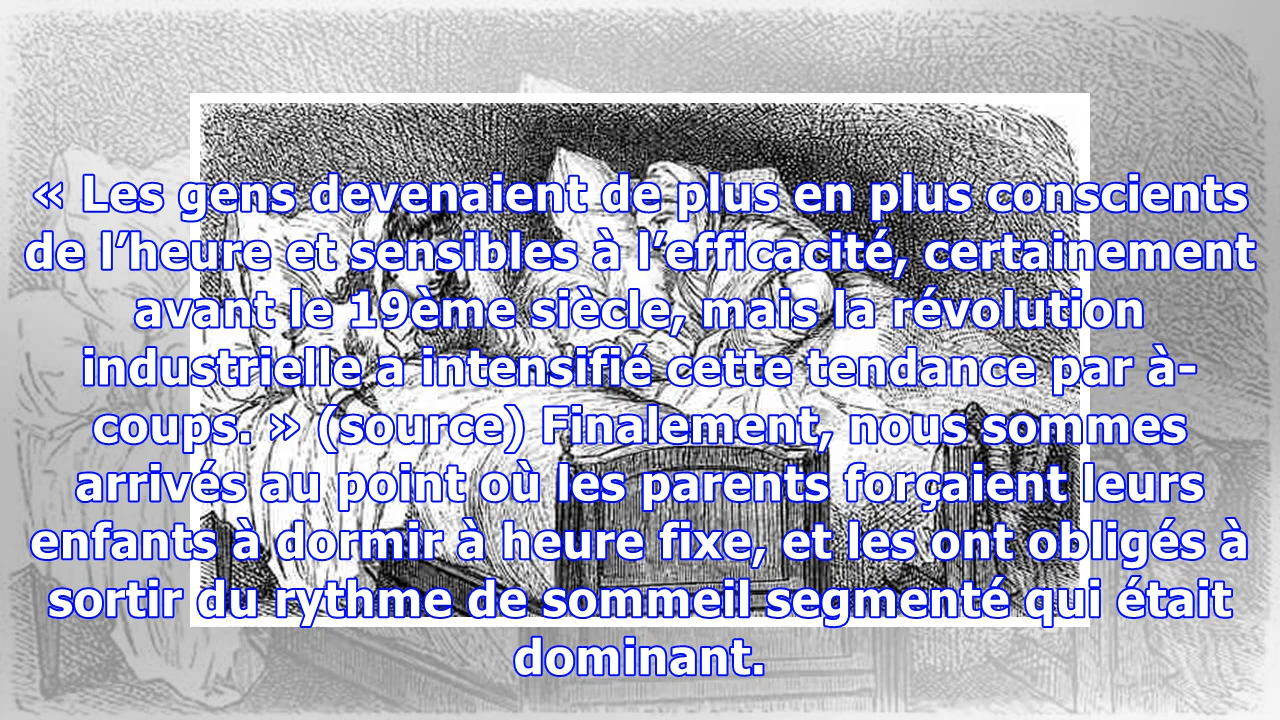 « Les gens devenaient de plus en plus conscients
de l’heure et sensibles à l’efficacité, certainement
avant le 19ème siècle, mais la révolution
industrielle a intensifié cette tendance par à-
coups. » (source) Finalement, nous sommes
arrivés au point où les parents forçaient leurs
enfants à dormir à heure fixe, et les ont obligés à
sortir du rythme de sommeil segmenté qui était
dominant.